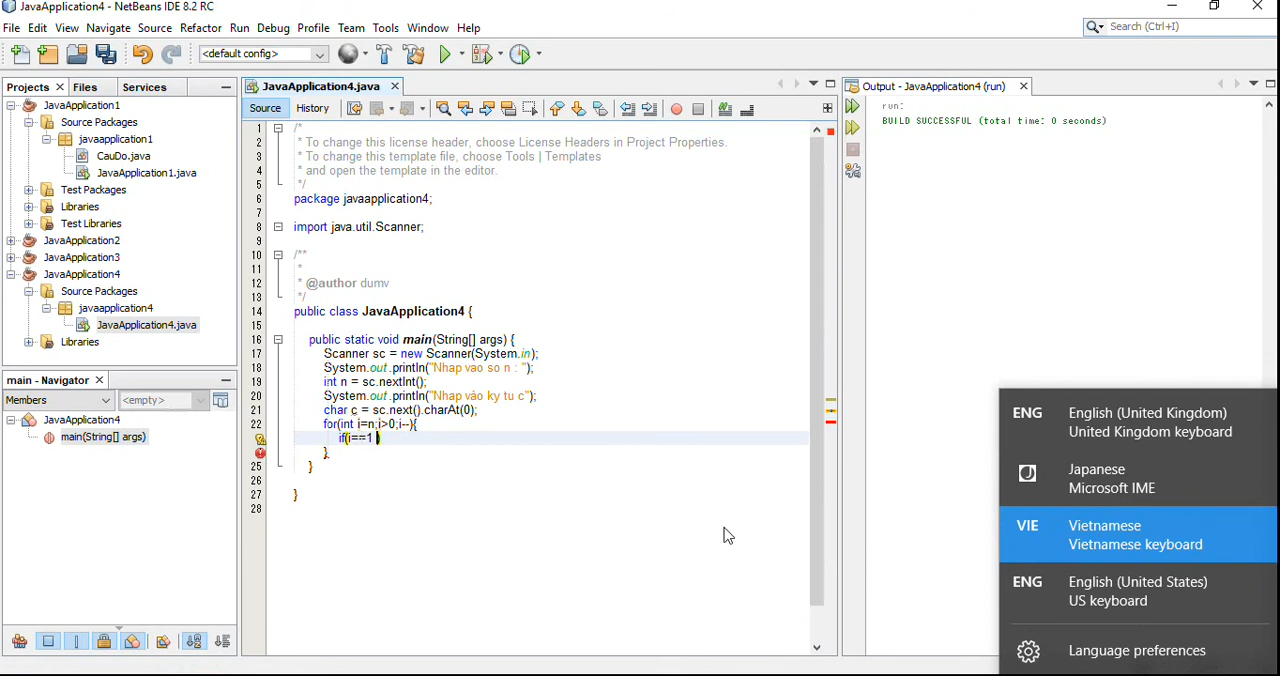 JavaApplication4 - NetBeans IDE 8.2 RC
File Edit View Navigate Source Refactor Run Debug Profile Team Tools Window Help
Search (Ctrl+I)
<default config>
Projects Files Services
JavaApplication1
Source Packages
javaapplication1
CauDo.java
JavaApplication1.java
Test Packages
Libraries
Test Libraries
JavaApplication2
JavaApplication3
JavaApplication4
Source Packages
javaapplication4
JavaApplication4.java
Libraries
main - Navigator
Members <empty>
JavaApplication4
main(String[] args)
JavaApplication4.java
Source History
1 /*
2 * To change this license header, choose License Headers in Project Properties.
3 * To change this template file, choose Tools | Templates
4 * and open the template in the editor.
5 */
6 package javaapplication4;
7
8 import java.util.Scanner;
9
10 /**
11 *
12 * @author dumv
13 */
14 public class JavaApplication4 {
15
16 public static void main(String[] args) {
17 Scanner sc = new Scanner(System.in);
18 System.out.println("Nhap vao so n : ");
19 int n = sc.nextInt();
20 System.out.println("Nhap vào ky tu c");
21 char c = sc.next().charAt(0);
22 for(int i=n;i>0;i--){
if(i==1 )
}
25 }
26
27 }
28
Output - JavaApplication4 (run)
run:
BUILD SUCCESSFUL (total time: 0 seconds)
ENG English (United Kingdom)
United Kingdom keyboard
Japanese
Microsoft IME
VIE Vietnamese
Vietnamese keyboard
ENG English (United States)
US keyboard
Language preferences